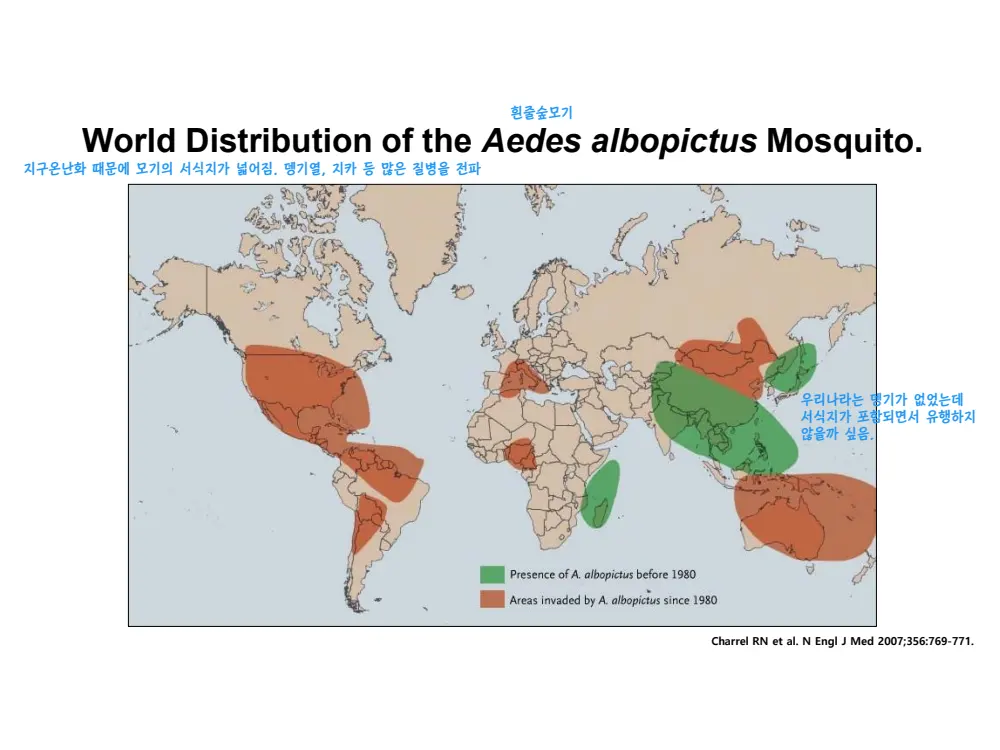 흰줄숲모기
World Distribution of the Aedes albopictus Mosquito.
지구온난화 때문에 모기의 서식지가 넓어짐. 뎅기열, 지카 등 많은 질병을 전파
우리나라는 뎅기가 없었는데
서식지가 포함되면서 유행하지
않을까 싶음.
Presence of A. albopictus before 1980
Areas invaded by A. albopictus since 1980
Charrel RN et al. N Engl J Med 2007;356:769-771.